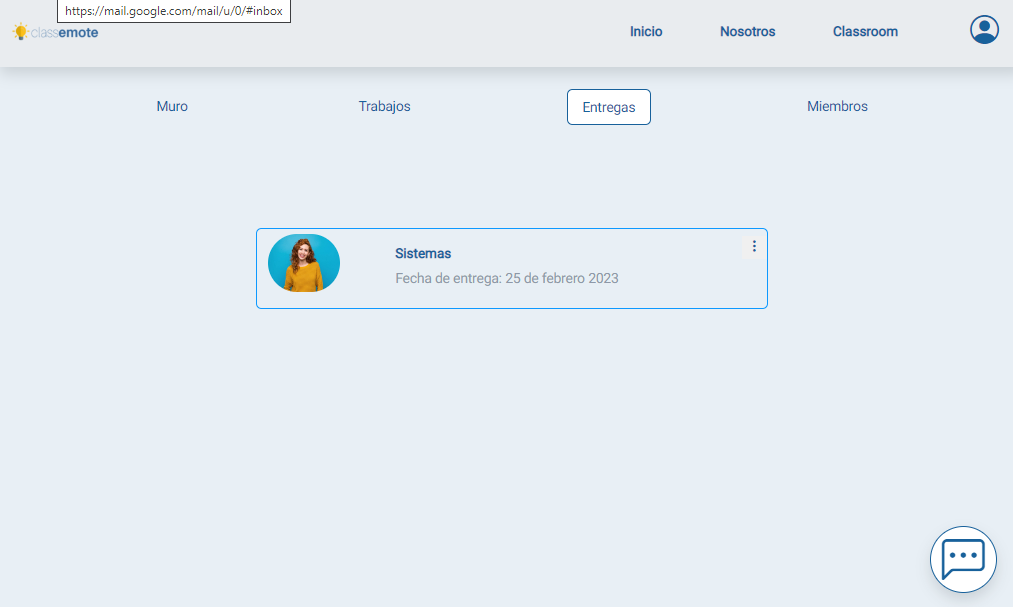 https://mail.google.com/mail/u/0/#inbox
classemote
Inicio
Nosotros
Classroom
Muro
Trabajos
Entregas
Miembros
Sistemas
Fecha de entrega: 25 de febrero 2023